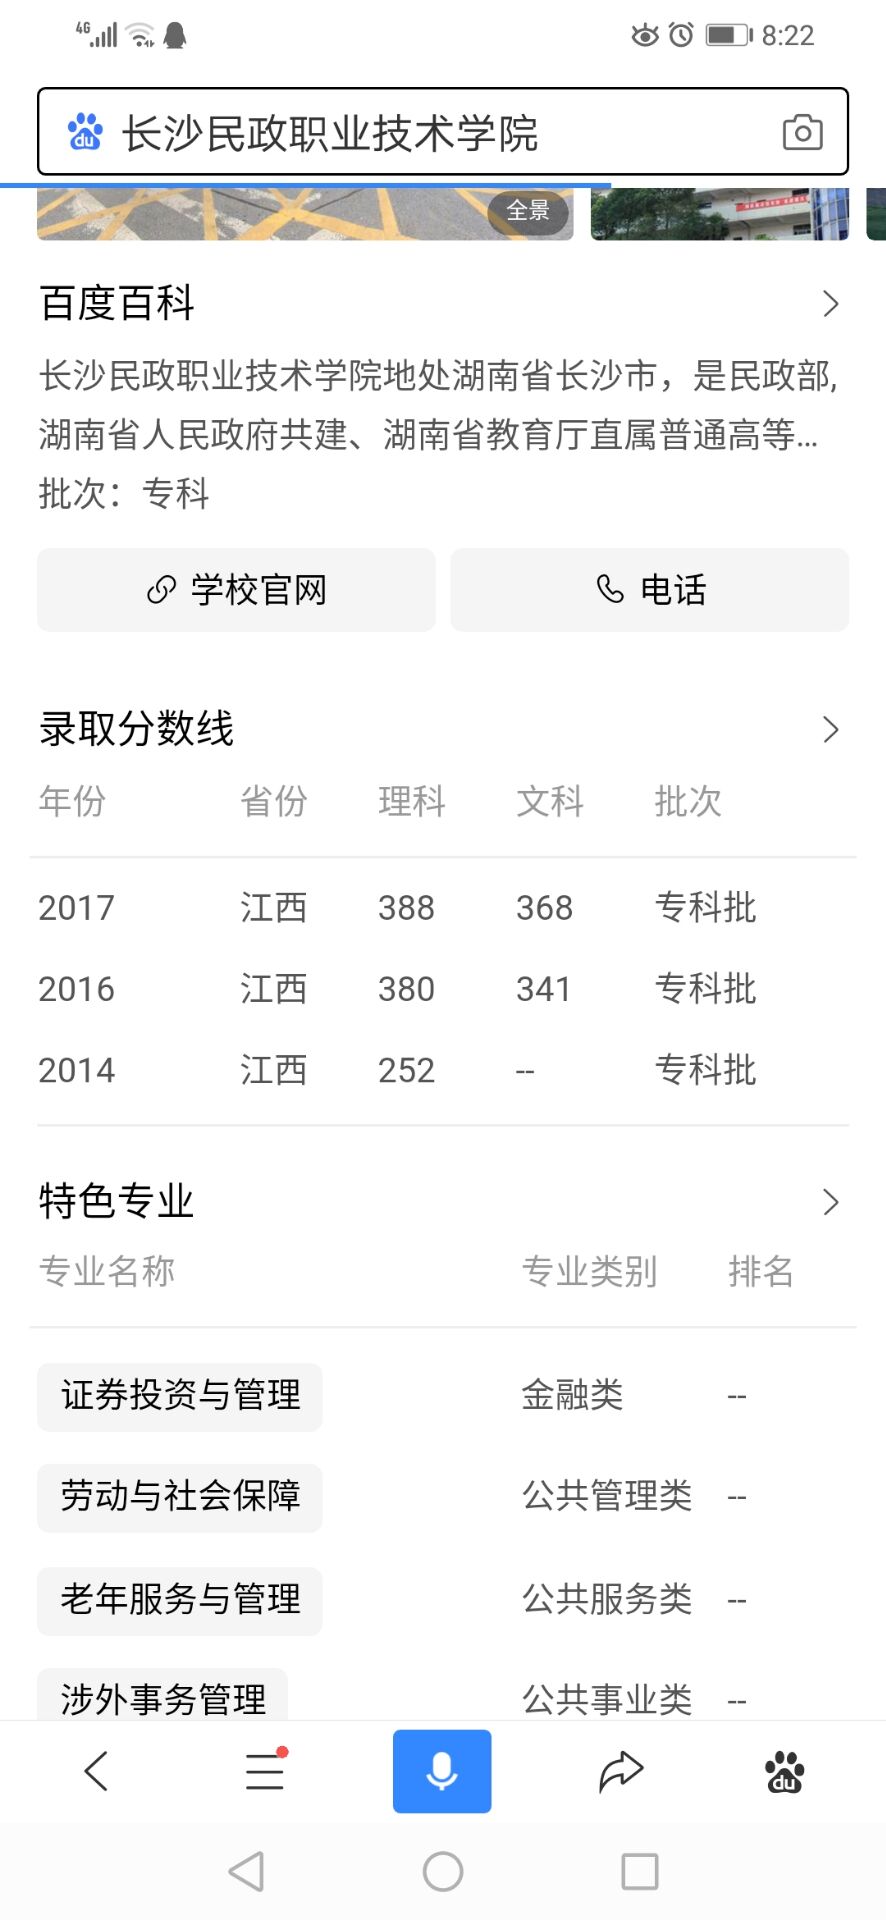 4G 8:22
du 长沙民政职业技术学院
全景
百度百科
长沙民政职业技术学院地处湖南省长沙市，是民政部,
湖南省人民政府共建、湖南省教育厅直属普通高等...
批次：专科
学校官网 电话
录取分数线
年份 省份 理科 文科 批次
2017 江西 388 368 专科批
2016 江西 380 341 专科批
2014 江西 252 -- 专科批
特色专业
专业名称 专业类别 排名
证券投资与管理 金融类 --
劳动与社会保障 公共管理类 --
老年服务与管理 公共服务类 --
涉外事务管理 公共事业类 --
du